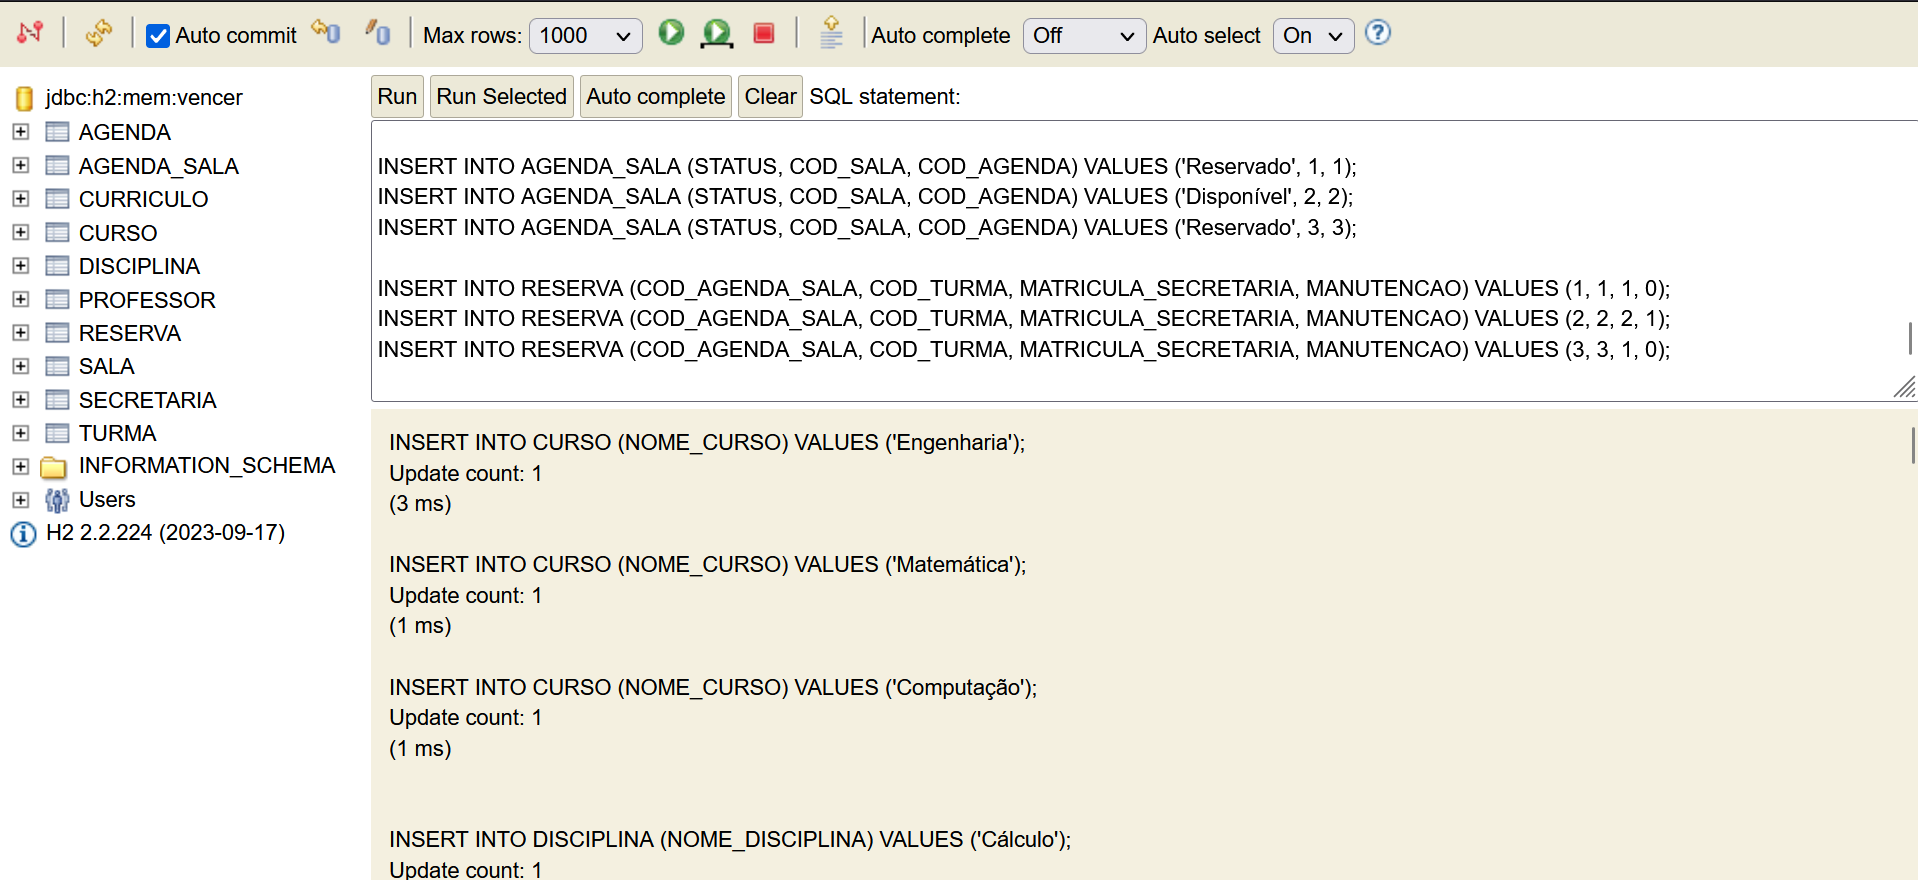 Auto commit Max rows: 1000 Auto complete Off Auto select On ?
jdbc:h2:mem:vencer
AGENDA
AGENDA_SALA
CURRICULO
CURSO
DISCIPLINA
PROFESSOR
RESERVA
SALA
SECRETARIA
TURMA
INFORMATION_SCHEMA
Users
H2 2.2.224 (2023-09-17)
Run Run Selected Auto complete Clear SQL statement:
INSERT INTO AGENDA_SALA (STATUS, COD_SALA, COD_AGENDA) VALUES ('Reservado', 1, 1);
INSERT INTO AGENDA_SALA (STATUS, COD_SALA, COD_AGENDA) VALUES ('Disponível', 2, 2);
INSERT INTO AGENDA_SALA (STATUS, COD_SALA, COD_AGENDA) VALUES ('Reservado', 3, 3);
INSERT INTO RESERVA (COD_AGENDA_SALA, COD_TURMA, MATRICULA_SECRETARIA, MANUTENCAO) VALUES (1, 1, 1, 0);
INSERT INTO RESERVA (COD_AGENDA_SALA, COD_TURMA, MATRICULA_SECRETARIA, MANUTENCAO) VALUES (2, 2, 2, 1);
INSERT INTO RESERVA (COD_AGENDA_SALA, COD_TURMA, MATRICULA_SECRETARIA, MANUTENCAO) VALUES (3, 3, 1, 0);
INSERT INTO CURSO (NOME_CURSO) VALUES ('Engenharia');
Update count: 1
(3 ms)
INSERT INTO CURSO (NOME_CURSO) VALUES ('Matemática');
Update count: 1
(1 ms)
INSERT INTO CURSO (NOME_CURSO) VALUES ('Computação');
Update count: 1
(1 ms)
INSERT INTO DISCIPLINA (NOME_DISCIPLINA) VALUES ('Cálculo');
Update count: 1